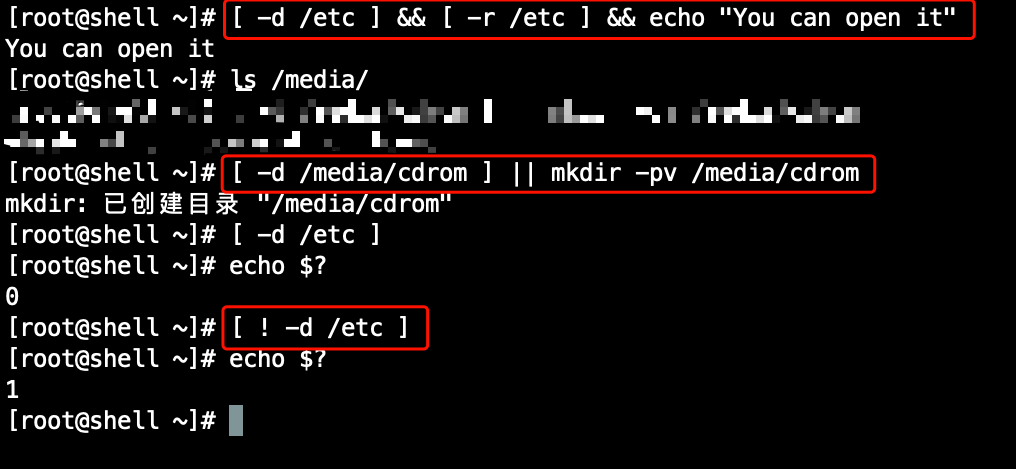 [root@shell ~]# [ -d /etc ] && [ -r /etc ] && echo "You can open it"
You can open it
[root@shell ~]# ls /media/
[root@shell ~]# [ -d /media/cdrom ] || mkdir -pv /media/cdrom
mkdir: 已创建目录 "/media/cdrom"
[root@shell ~]# [ -d /etc ]
[root@shell ~]# echo $?
0
[root@shell ~]# [ ! -d /etc ]
[root@shell ~]# echo $?
1
[root@shell ~]#